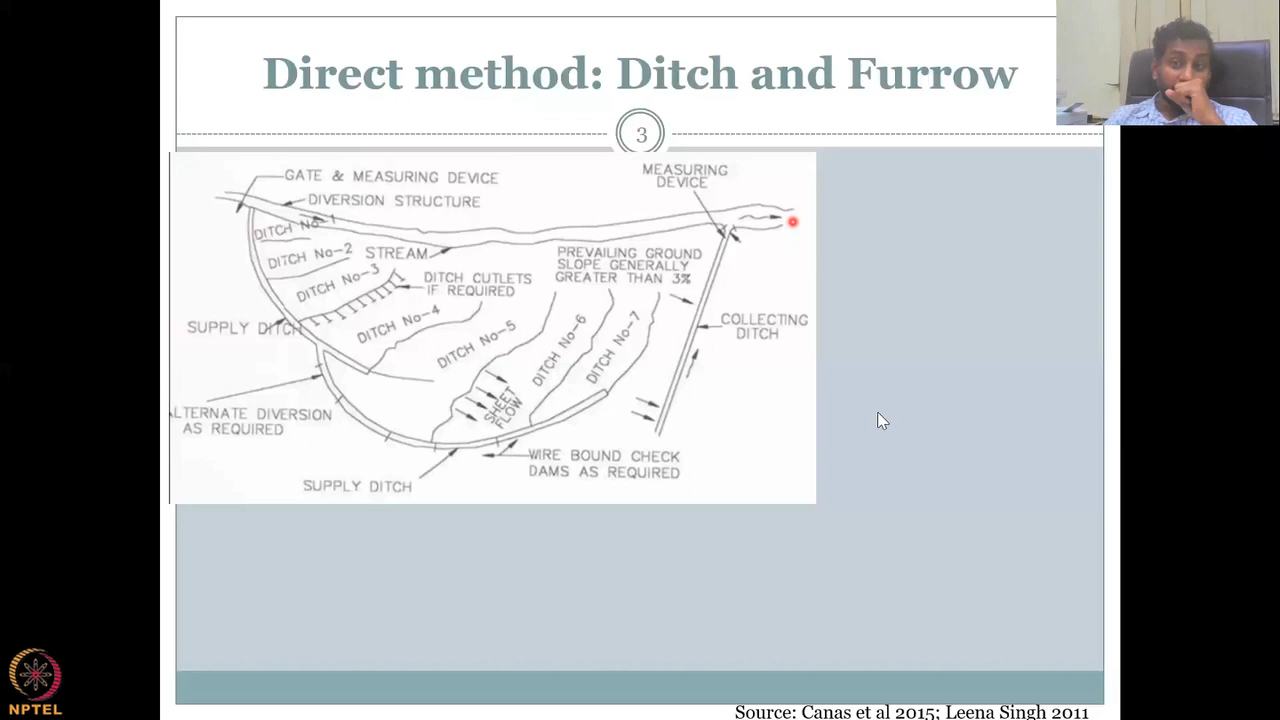 Direct method: Ditch and Furrow
3
GATE & MEASURING DEVICE
DIVERSION STRUCTURE
MEASURING
DEVICE
DITCH No-1
DITCH No-2
STREAM
DITCH No-3
DITCH CUTLETS
IF REQUIRED
PREVAILING GROUND
SLOPE GENERALLY
GREATER THAN 3%
SUPPLY DITCH
DITCH No-4
DITCH No-5
DITCH No-6
DITCH No-7
COLLECTING
DITCH
SHEET
FLOW
LTERNATE DIVERSION
AS REQUIRED
WIRE BOUND CHECK
DAMS AS REQUIRED
SUPPLY DITCH
NPTEL
Source: Canas et al 2015; Leena Singh 2011